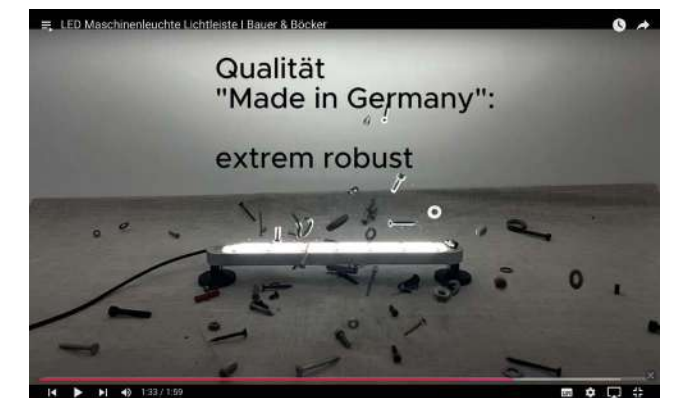 LED Maschinenleuchte Lichtleiste I Bauer & Böcker
Qualität
"Made in Germany":
extrem robust
1:33 / 1:59